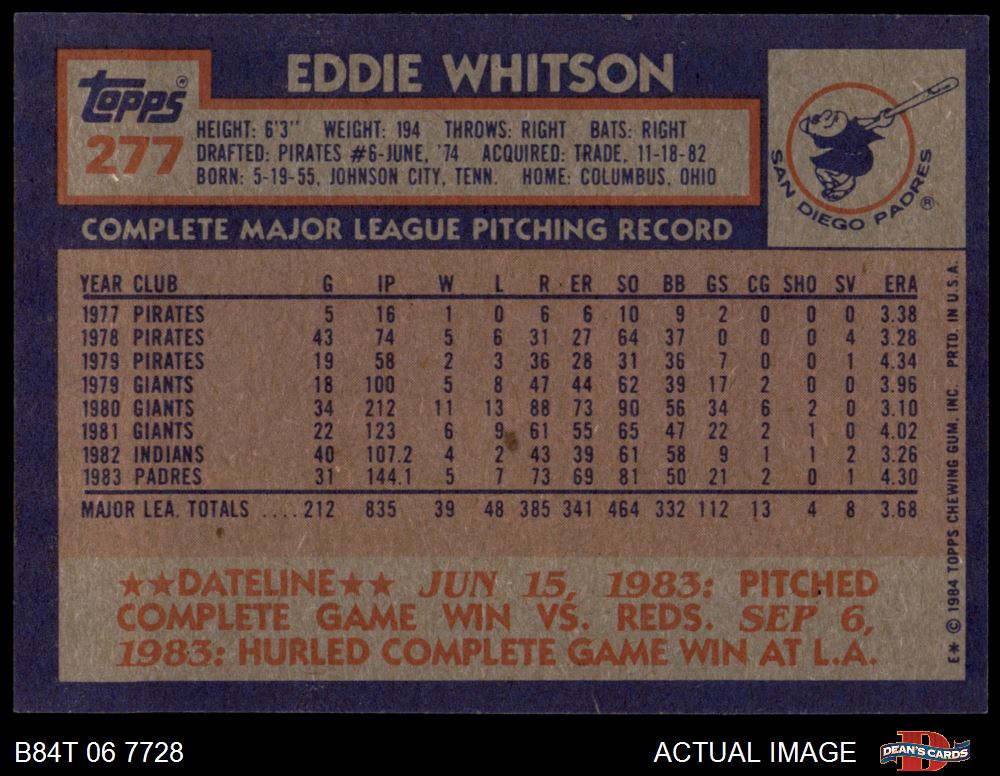 EDDIE WHITSON
Topps®
277
HEIGHT: 6'3" WEIGHT: 194 THROWS: RIGHT BATS: RIGHT
DRAFTED: PIRATES #6-JUNE, '74 ACQUIRED: TRADE, 11-18-82
BORN: 5-19-55, JOHNSON CITY, TENN. HOME: COLUMBUS, OHIO
SAN DIEGO PADRES ®
COMPLETE MAJOR LEAGUE PITCHING RECORD
YEAR CLUB G IP W L R ER SO BB GS CG SHO SV ERA
1977 PIRATES 5 16 1 0 6 6 10 9 2 0 0 0 3.38
1978 PIRATES 43 74 5 6 31 27 64 37 0 0 0 4 3.28
1979 PIRATES 19 58 2 3 36 28 31 36 7 0 0 1 4.34
1979 GIANTS 18 100 5 8 47 44 62 39 17 2 0 0 3.96
1980 GIANTS 34 212 11 13 88 73 90 56 34 6 2 0 3.10
1981 GIANTS 22 123 6 9 61 55 65 47 22 2 1 0 4.02
1982 INDIANS 40 107.2 4 2 43 39 61 58 9 1 1 2 3.26
1983 PADRES 31 144.1 5 7 73 69 81 50 21 2 0 1 4.30
MAJOR LEA. TOTALS ....212 835 39 48 385 341 464 332 112 13 4 8 3.68
★★DATELINE★★ JUN 15, 1983: PITCHED
COMPLETE GAME WIN VS. REDS. SEP 6,
1983: HURLED COMPLETE GAME WIN AT L.A.
E* © 1984 TOPPS CHEWING GUM, INC. PRTD. IN U.S.A.
B84T 06 7728
ACTUAL IMAGE
D
DEAN'S CARDS